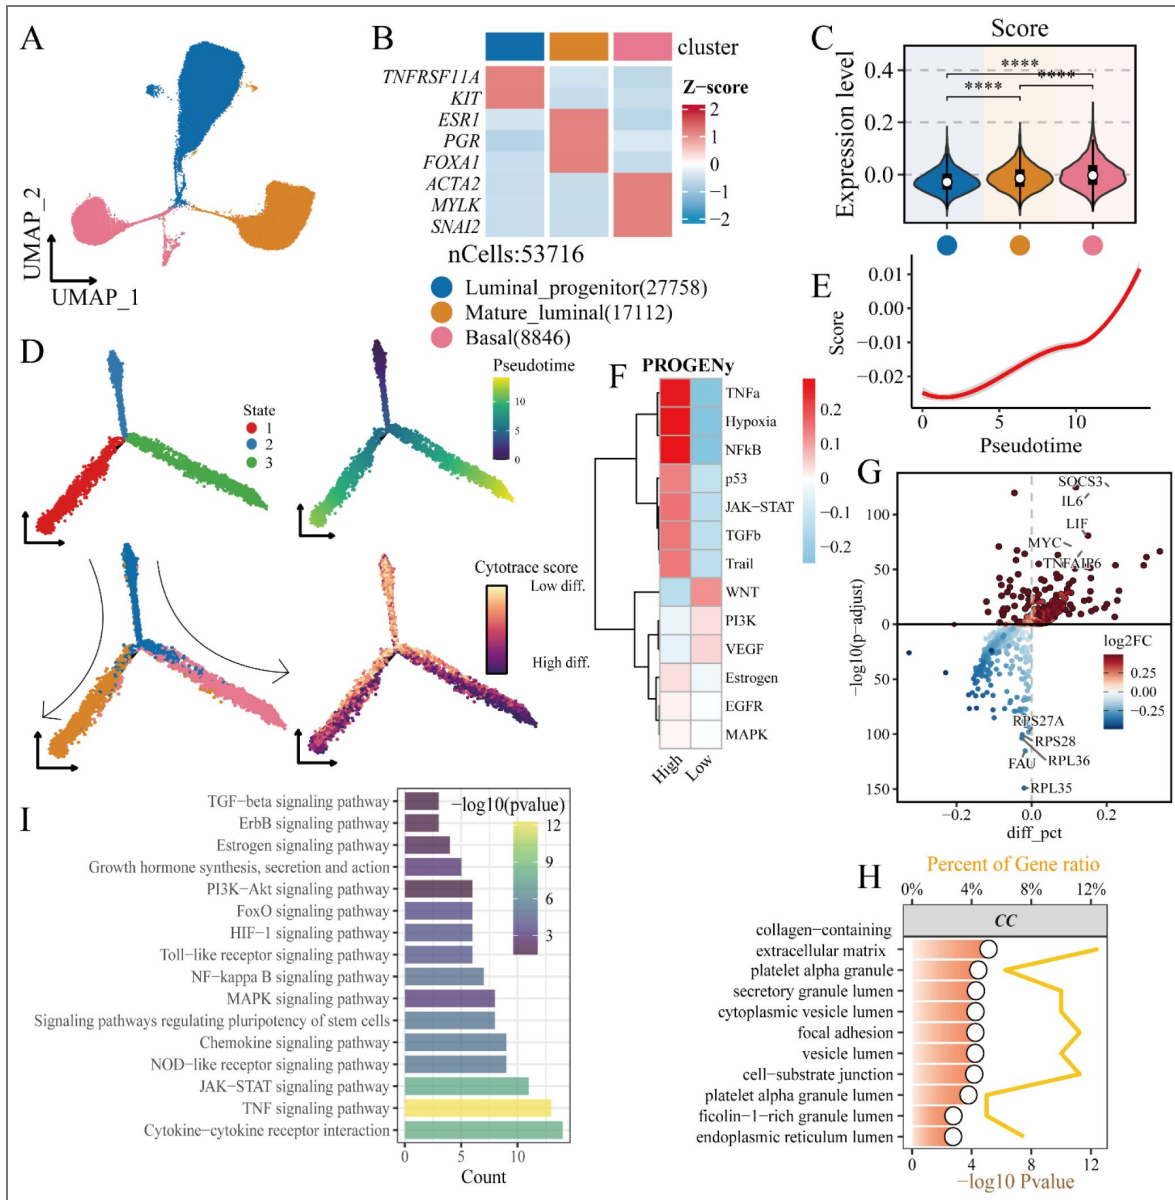 A
UMAP_2
UMAP_1
B
cluster
TNFRSF11A
KIT
ESR1
PGR
FOXA1
ACTA2
MYLK
SNAI2
Z−score
2
1
0
−1
−2
nCells:53716
Luminal_progenitor(27758)
Mature_luminal(17112)
Basal(8846)
C
Score
Expression level
0.4
0.2
0.0
****
****
****
D
State
1
2
3
Pseudotime
10
5
0
Cytotrace score
Low diff.
High diff.
E
Score
0.01
0.00
−0.01
−0.02
0
5
10
Pseudotime
F
PROGENy
TNFa
Hypoxia
NFkB
p53
JAK−STAT
TGFb
Trail
WNT
PI3K
VEGF
Estrogen
EGFR
MAPK
High
Low
0.2
0.1
0
−0.1
−0.2
G
−log10(p−adjust)
100
50
0
50
100
150
SOCS3
IL6
LIF
MYC
TNFAIP6
log2FC
0.25
0.00
−0.25
RPS27A
RPS28
FAU
RPL36
RPL35
−0.2
0.0
0.2
diff_pct
H
Percent of Gene ratio
0%
4%
8%
12%
CC
collagen−containing
extracellular matrix
platelet alpha granule
secretory granule lumen
cytoplasmic vesicle lumen
focal adhesion
vesicle lumen
cell−substrate junction
platelet alpha granule lumen
ficolin−1−rich granule lumen
endoplasmic reticulum lumen
0
4
8
12
−log10 Pvalue
I
TGF−beta signaling pathway
ErbB signaling pathway
Estrogen signaling pathway
Growth hormone synthesis, secretion and action
PI3K−Akt signaling pathway
FoxO signaling pathway
HIF−1 signaling pathway
Toll−like receptor signaling pathway
NF−kappa B signaling pathway
MAPK signaling pathway
Signaling pathways regulating pluripotency of stem cells
Chemokine signaling pathway
NOD−like receptor signaling pathway
JAK−STAT signaling pathway
TNF signaling pathway
Cytokine−cytokine receptor interaction
−log10(pvalue)
12
9
6
3
0
5
10
Count